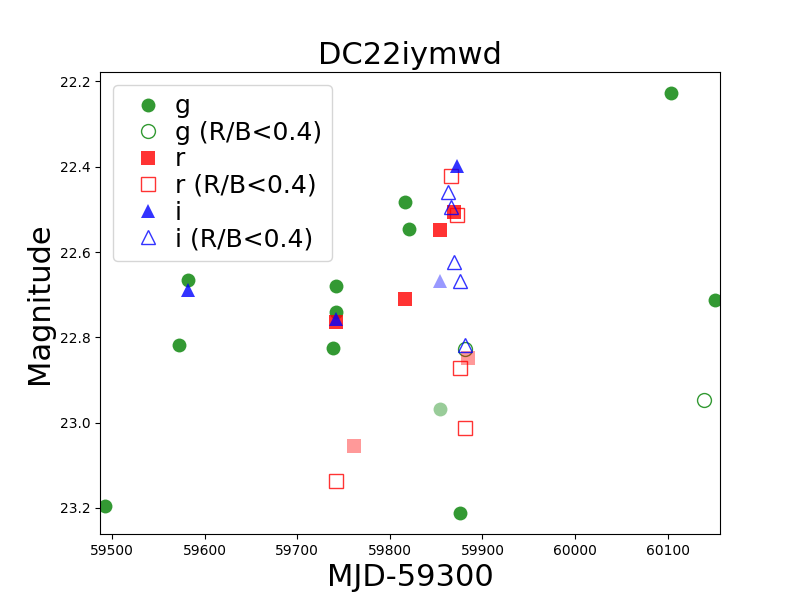 DC22iymwd
22.2
22.4
22.6
22.8
23.0
23.2
Magnitude
g
g (R/B<0.4)
r
r (R/B<0.4)
i
i (R/B<0.4)
59500 59600 59700 59800 59900 60000 60100
MJD-59300